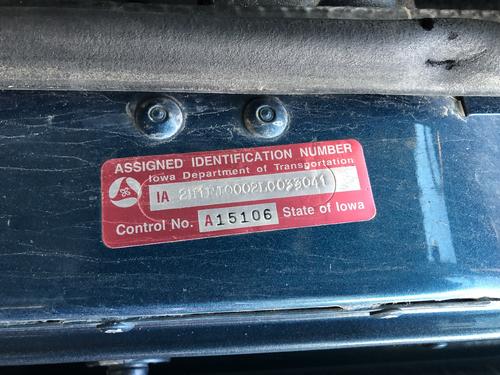 ASSIGNED IDENTIFICATION NUMBER
Iowa Department of Transportation
IA
Control No. A15106 State of Iowa